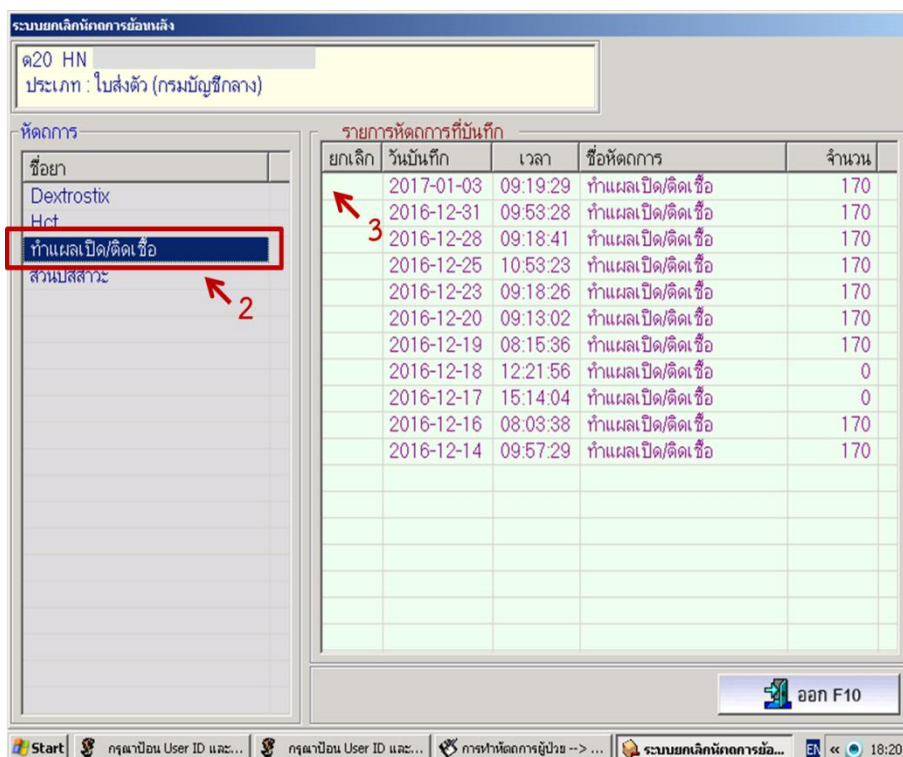 ระบบยกเลิกหัตถการย้อนหลัง
ด20 HN
ประเภท : ใบส่งตัว (กรมบัญชีกลาง)
หัตถการ
ชื่อยา
Dextrostix
Hct
ทำแผลเปิด/ติดเชื้อ
สวนปัสสาวะ
2
รายการหัตถการที่บันทึก
ยกเลิก วันบันทึก เวลา ชื่อหัตถการ จำนวน
2017-01-03 09:19:29 ทำแผลเปิด/ติดเชื้อ 170
2016-12-31 09:53:28 ทำแผลเปิด/ติดเชื้อ 170
3
2016-12-28 09:18:41 ทำแผลเปิด/ติดเชื้อ 170
2016-12-25 10:53:23 ทำแผลเปิด/ติดเชื้อ 170
2016-12-23 09:18:26 ทำแผลเปิด/ติดเชื้อ 170
2016-12-20 09:13:02 ทำแผลเปิด/ติดเชื้อ 170
2016-12-19 08:15:36 ทำแผลเปิด/ติดเชื้อ 170
2016-12-18 12:21:56 ทำแผลเปิด/ติดเชื้อ 0
2016-12-17 15:14:04 ทำแผลเปิด/ติดเชื้อ 0
2016-12-16 08:03:38 ทำแผลเปิด/ติดเชื้อ 170
2016-12-14 09:57:29 ทำแผลเปิด/ติดเชื้อ 170
ออก F10
Start กรุณาป้อน User ID และ... กรุณาป้อน User ID และ... การทำหัตถการผู้ป่วย --> ... ระบบยกเลิกหัตถการย้อ... EN « 18:20